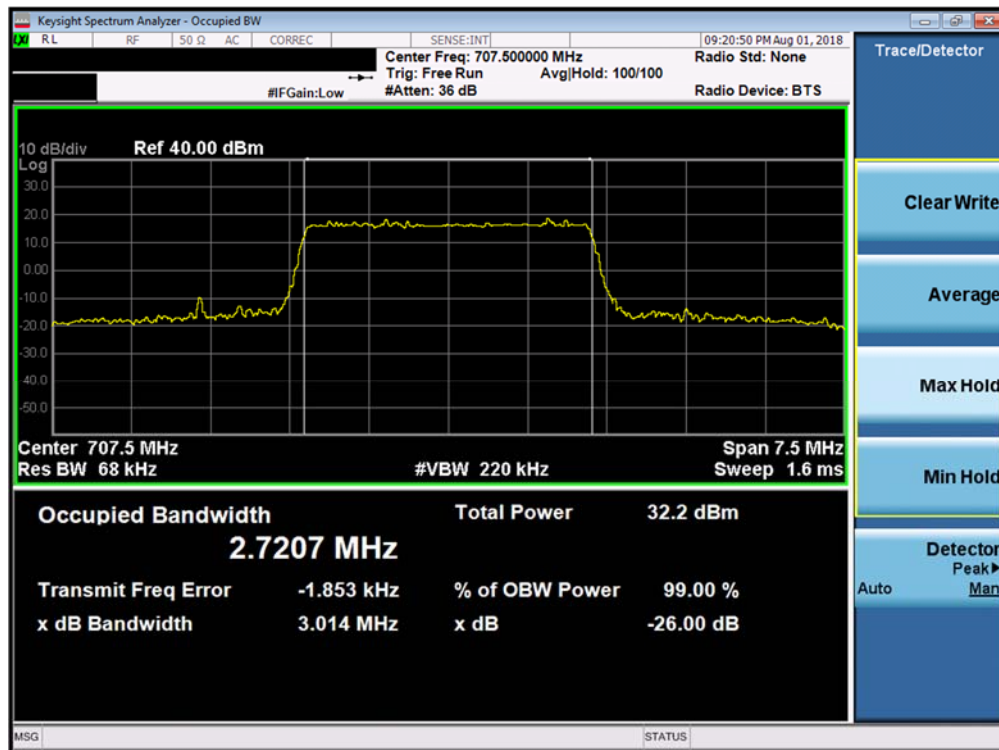 Keysight Spectrum Analyzer - Occupied BW
LXI RL RF 50 Ω AC CORREC SENSE:INT 09:20:50 PM Aug 01, 2018
Center Freq: 707.500000 MHz Radio Std: None
Trig: Free Run Avg|Hold: 100/100
#IFGain:Low #Atten: 36 dB Radio Device: BTS
10 dB/div Ref 40.00 dBm
Log
30.0
20.0
10.0
0.00
-10.0
-20.0
-30.0
-40.0
-50.0
Center 707.5 MHz Span 7.5 MHz
Res BW 68 kHz #VBW 220 kHz Sweep 1.6 ms
Occupied Bandwidth Total Power 32.2 dBm
2.7207 MHz
Transmit Freq Error -1.853 kHz % of OBW Power 99.00 %
x dB Bandwidth 3.014 MHz x dB -26.00 dB
MSG STATUS
Trace/Detector
Clear Write
Average
Max Hold
Min Hold
Detector
Peak▶
Auto Man